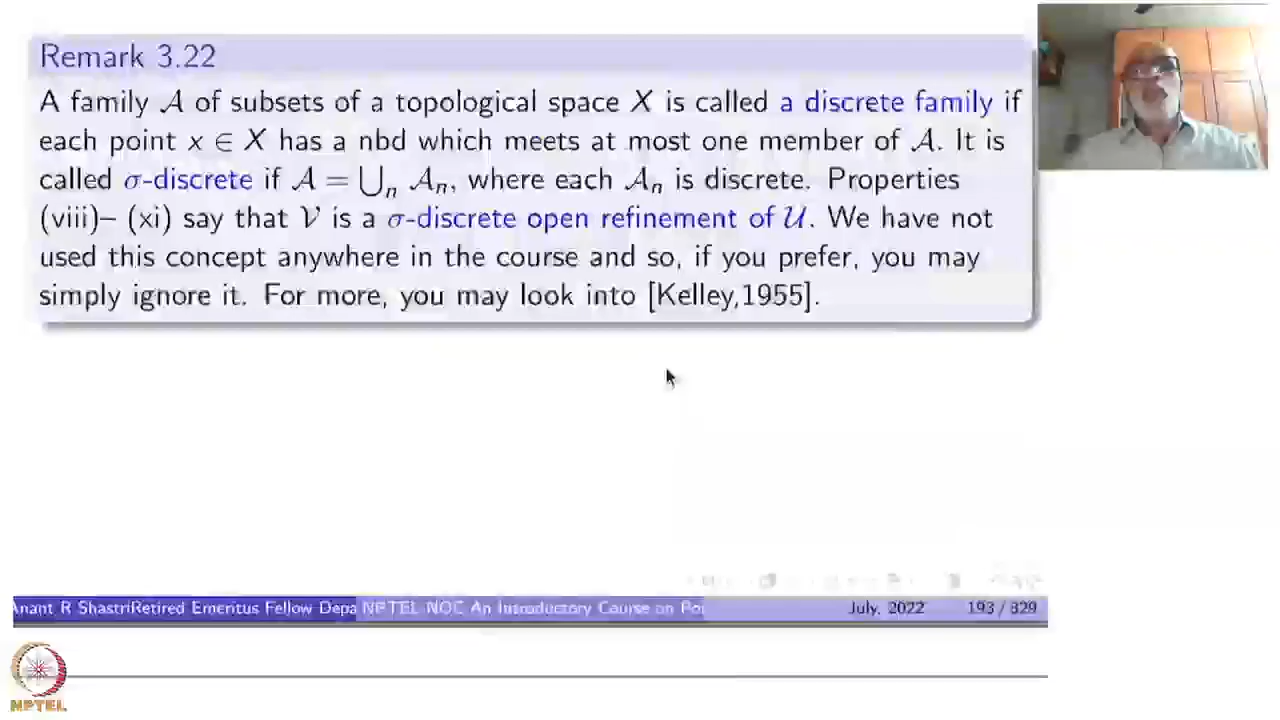 Remark 3.22
A family 𝒜 of subsets of a topological space X is called a discrete family if
each point x ∈ X has a nbd which meets at most one member of 𝒜. It is
called σ-discrete if 𝒜 = ⋃ₙ 𝒜ₙ, where each 𝒜ₙ is discrete. Properties
(viii)– (xi) say that 𝒱 is a σ-discrete open refinement of 𝒰. We have not
used this concept anywhere in the course and so, if you prefer, you may
simply ignore it. For more, you may look into [Kelley,1955].
Anant R ShastriRetired Emeritus Fellow Depa NPTEL-NOC An Introductory Course on Poi July, 2022 193 / 829
NPTEL